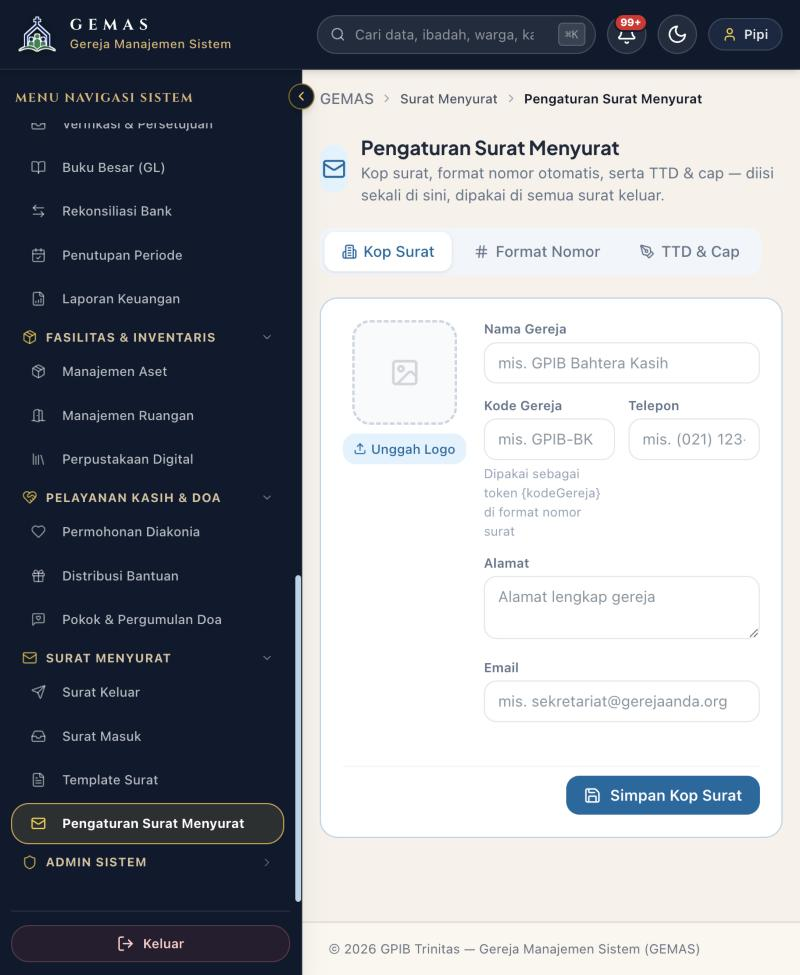 GEMAS
Gereja Manajemen Sistem
Cari data, ibadah, warga, ka
⌘K
99+
Pipi
MENU NAVIGASI SISTEM
Verifikasi & Persetujuan
Buku Besar (GL)
Rekonsiliasi Bank
Penutupan Periode
Laporan Keuangan
FASILITAS & INVENTARIS
Manajemen Aset
Manajemen Ruangan
Perpustakaan Digital
PELAYANAN KASIH & DOA
Permohonan Diakonia
Distribusi Bantuan
Pokok & Pergumulan Doa
SURAT MENYURAT
Surat Keluar
Surat Masuk
Template Surat
Pengaturan Surat Menyurat
ADMIN SISTEM
Keluar
GEMAS > Surat Menyurat > Pengaturan Surat Menyurat
Pengaturan Surat Menyurat
Kop surat, format nomor otomatis, serta TTD & cap — diisi
sekali di sini, dipakai di semua surat keluar.
Kop Surat
Format Nomor
TTD & Cap
Unggah Logo
Nama Gereja
mis. GPIB Bahtera Kasih
Kode Gereja
mis. GPIB-BK
Dipakai sebagai
token {kodeGereja}
di format nomor
surat
Telepon
mis. (021) 123-
Alamat
Alamat lengkap gereja
Email
mis. sekretariat@gerejaanda.org
Simpan Kop Surat
© 2026 GPIB Trinitas — Gereja Manajemen Sistem (GEMAS)